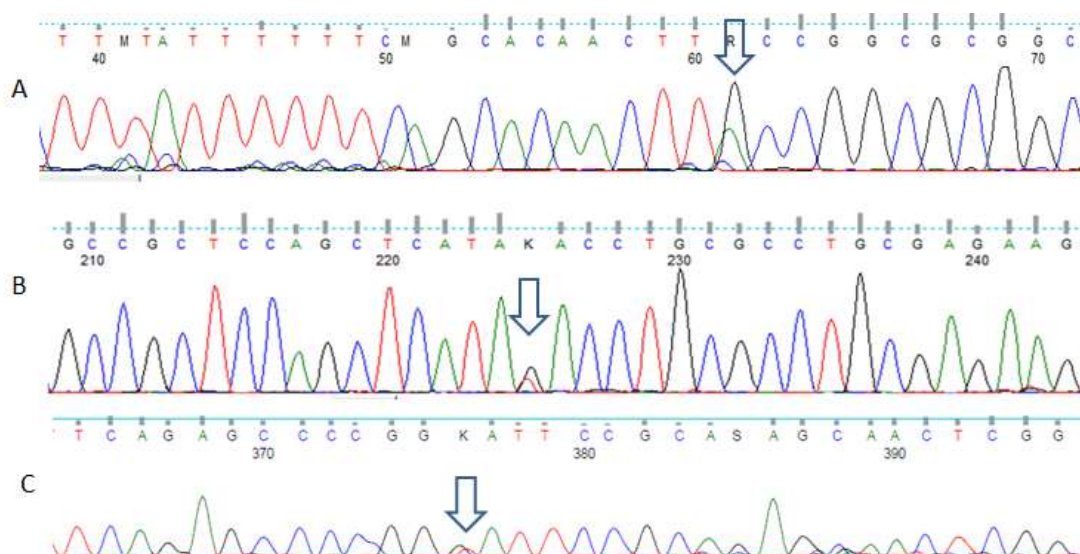 T T M T A T T T T T T C M G C A C A A C T T R C C G G C G C G G C
40 50 60 70
A
G C C G C T C C A G C T C A T A K A C C T G C G C C T G C G A G A A G
210 220 230 240
B
T C A G A G C C C C G G K A T T C C G C A S A G C A A C T C G G
370 380 390
C